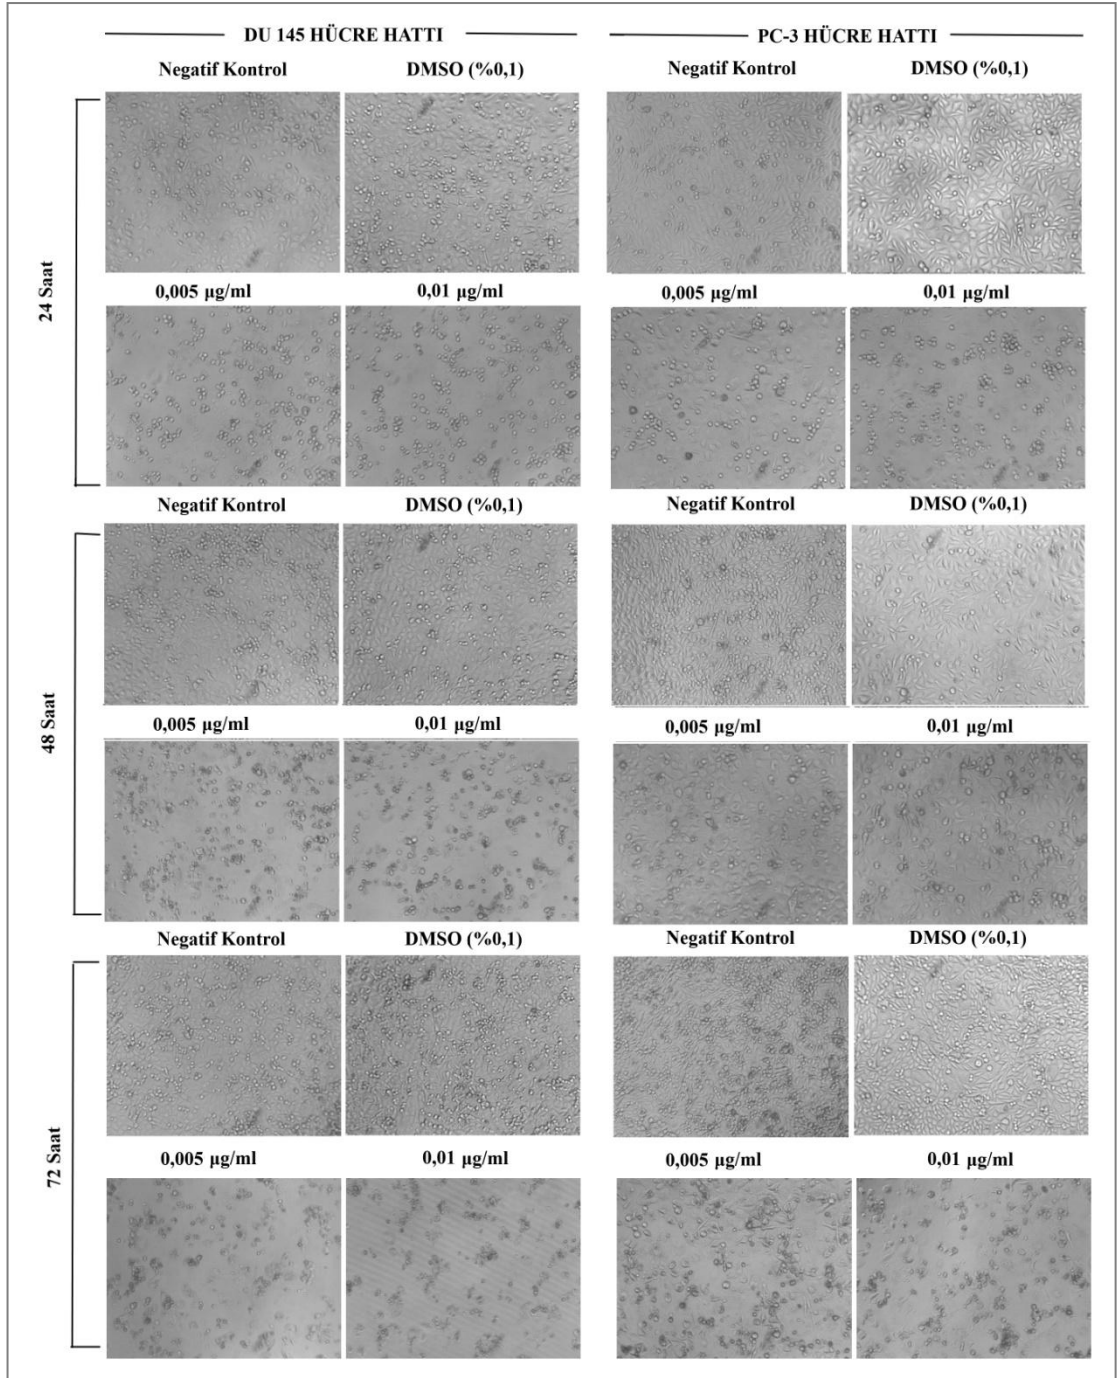 DU 145 HÜCRE HATTI PC-3 HÜCRE HATTI
Negatif Kontrol DMSO (%0,1) Negatif Kontrol DMSO (%0,1)
24 Saat
0,005 µg/ml 0,01 µg/ml 0,005 µg/ml 0,01 µg/ml
Negatif Kontrol DMSO (%0,1) Negatif Kontrol DMSO (%0,1)
48 Saat
0,005 µg/ml 0,01 µg/ml 0,005 µg/ml 0,01 µg/ml
Negatif Kontrol DMSO (%0,1) Negatif Kontrol DMSO (%0,1)
72 Saat
0,005 µg/ml 0,01 µg/ml 0,005 µg/ml 0,01 µg/ml